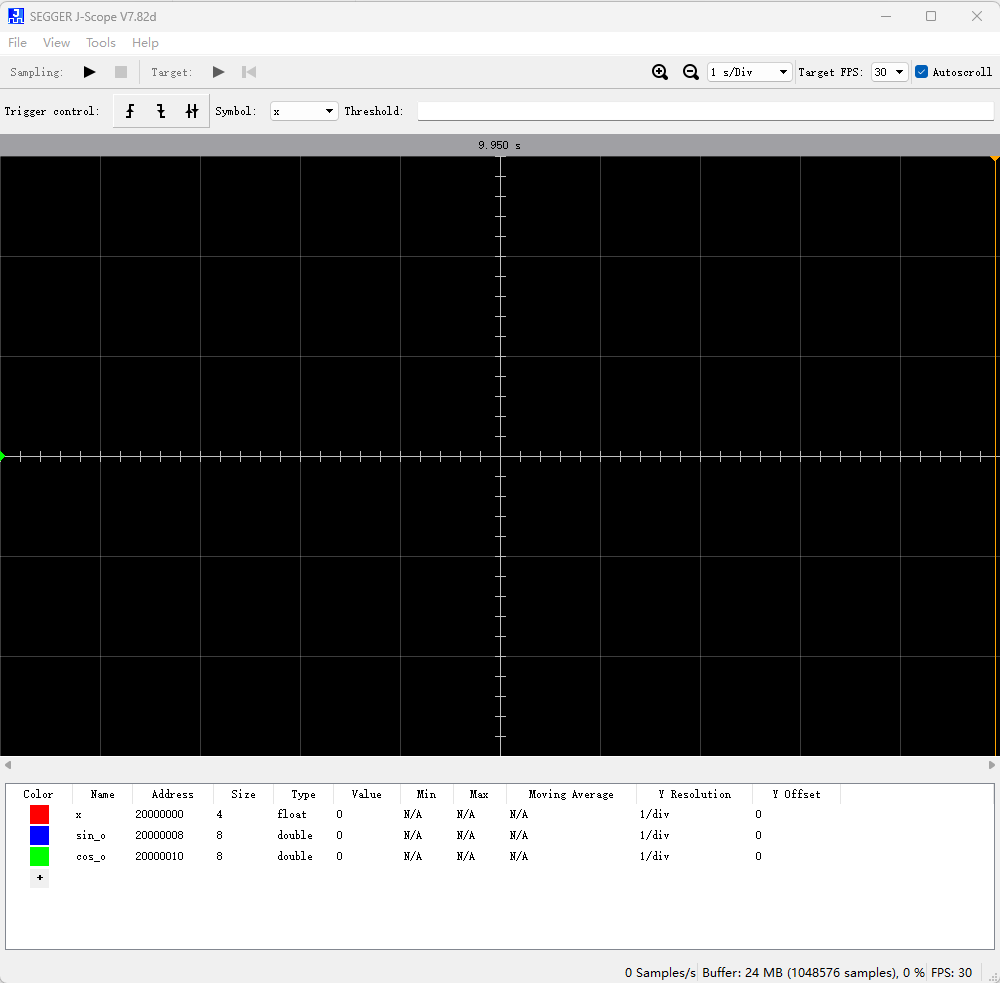 SEGGER J-Scope V7.82d
File View Tools Help
Sampling: Target: 1 s/Div Target FPS: 30 Autoscroll
Trigger control: Symbol: x Threshold:
9.950 s
Color Name Address Size Type Value Min Max Moving Average Y Resolution Y Offset
x 20000000 4 float 0 N/A N/A N/A 1/div 0
sin_o 20000008 8 double 0 N/A N/A N/A 1/div 0
cos_o 20000010 8 double 0 N/A N/A N/A 1/div 0
+
0 Samples/s Buffer: 24 MB (1048576 samples), 0 % FPS: 30